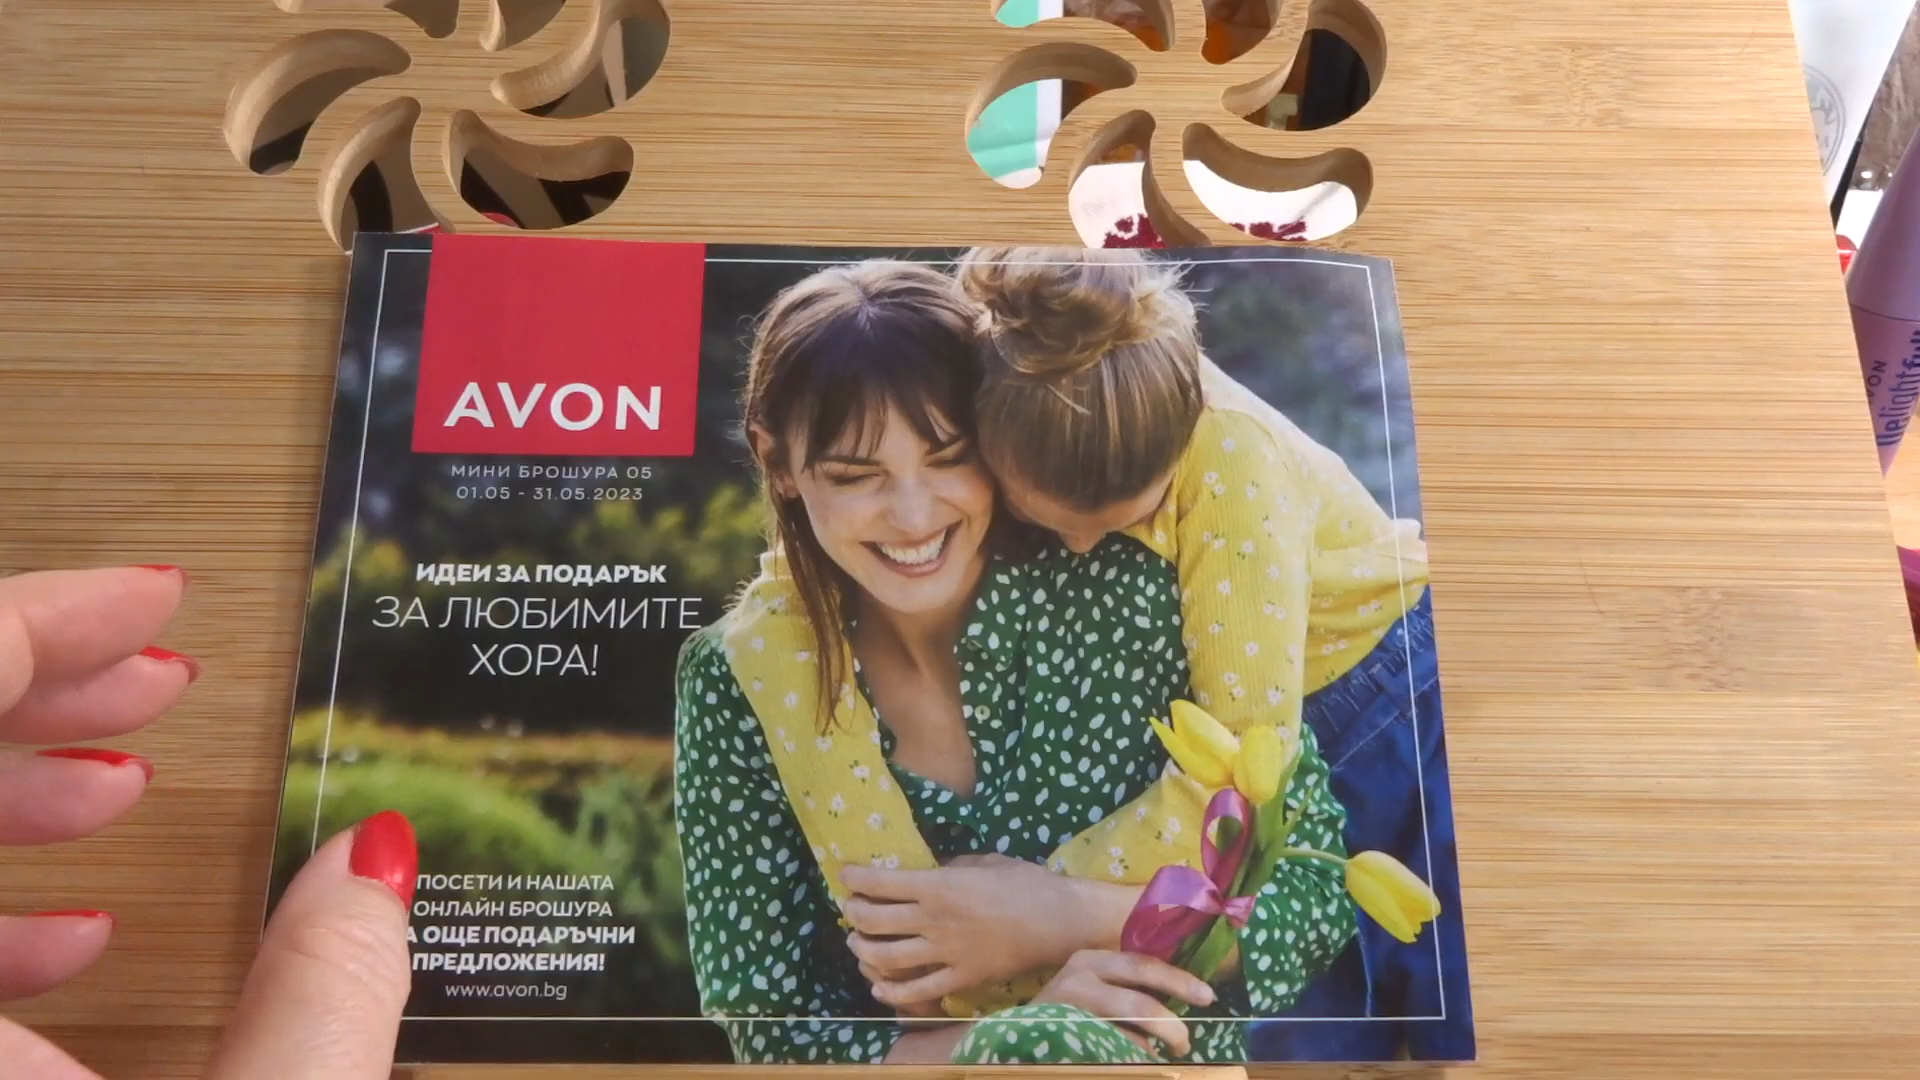 AVON
МИНИ БРОШУРА 05
01.05 - 31.05.2023
ИДЕИ ЗА ПОДАРЪК
ЗА ЛЮБИМИТЕ
ХОРА!
ПОСЕТИ И НАШАТА
ОНЛАЙН БРОШУРА
ОЩЕ ПОДАРЪЧНИ
ПРЕДЛОЖЕНИЯ!
www.avon.bg